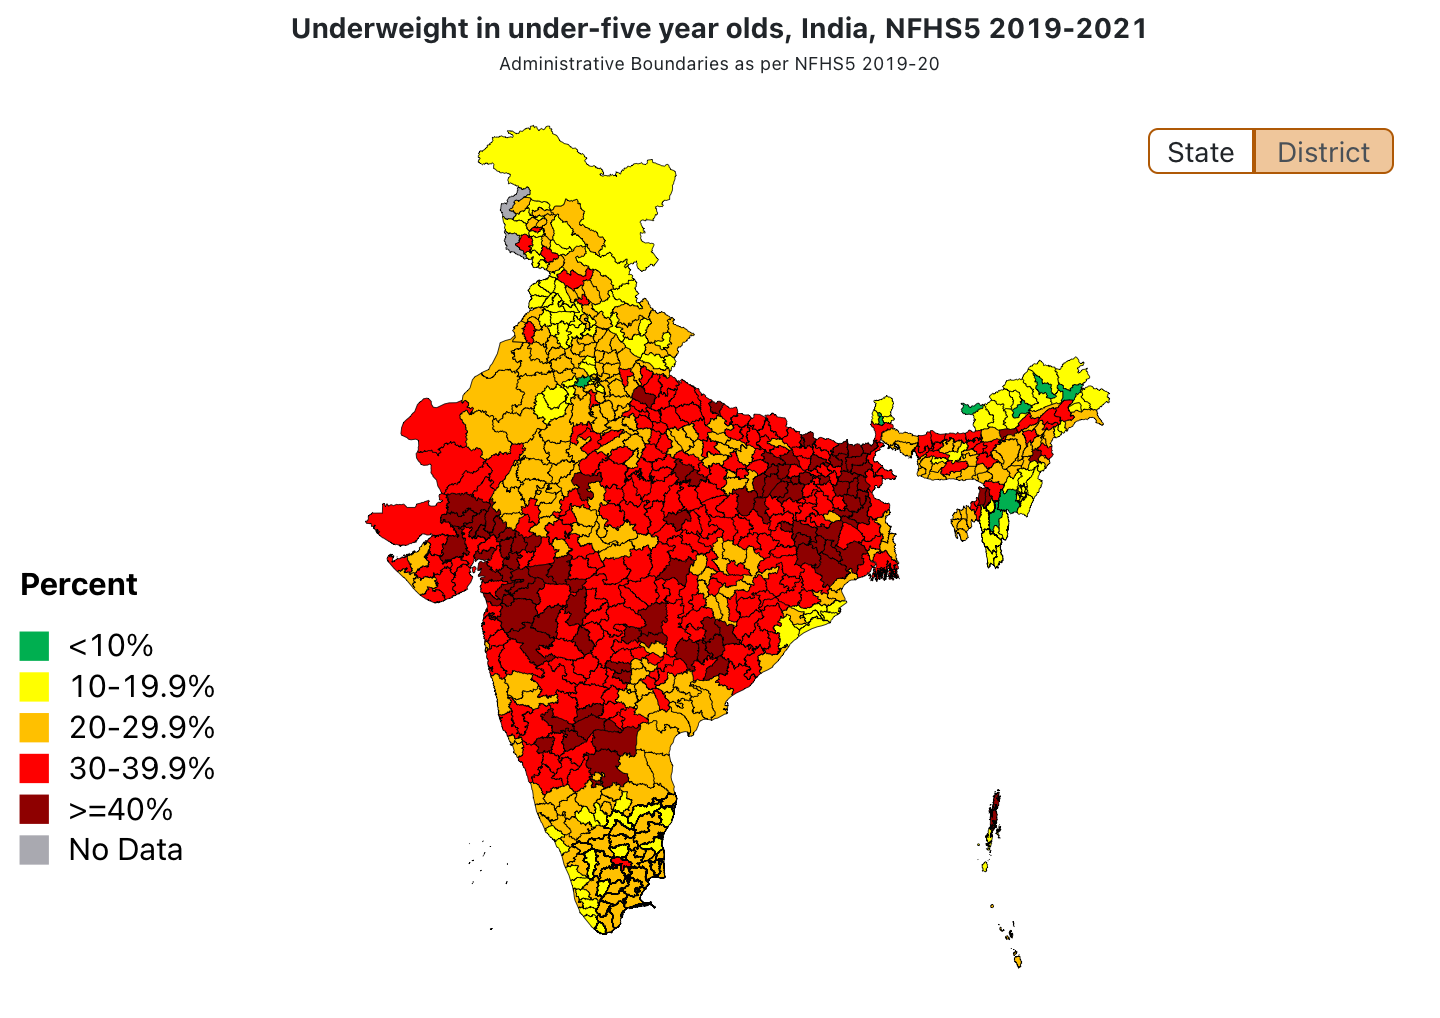 Underweight in under-five year olds, India, NFHS5 2019-2021
Administrative Boundaries as per NFHS5 2019-20
State District
Percent
<10%
10-19.9%
20-29.9%
30-39.9%
>=40%
No Data